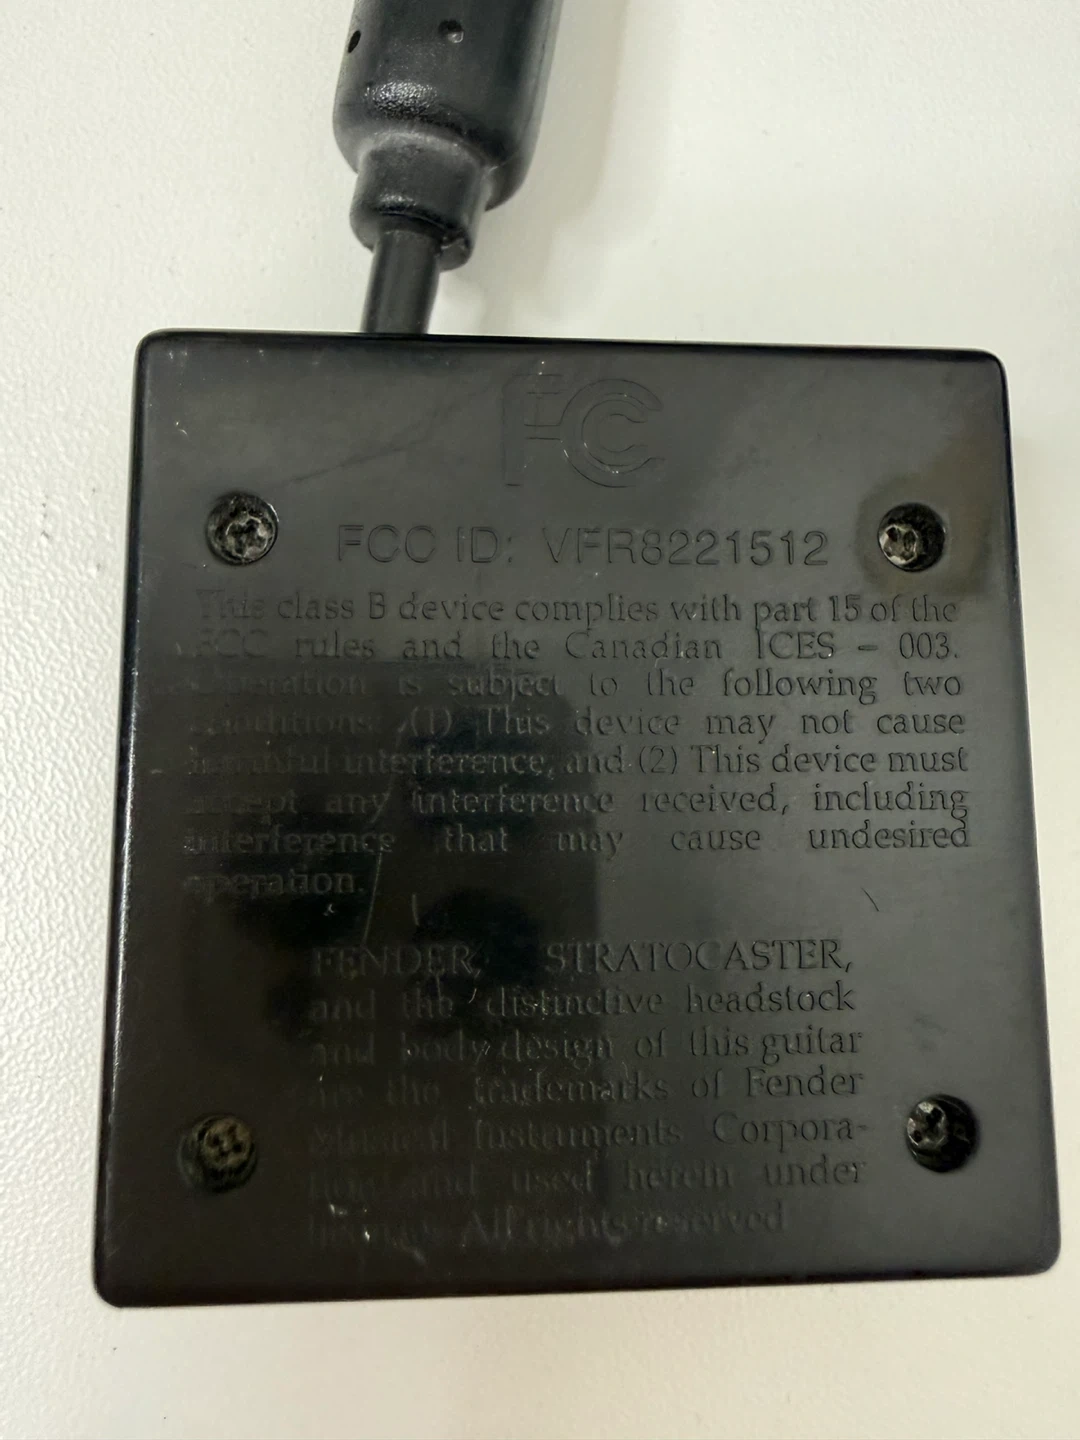 FC
FCC ID: VFR8221512
This class B device complies with part 15 of the
FCC rules and the Canadian ICES – 003.
Operation is subject to the following two
conditions: (1) This device may not cause
harmful interference, and (2) This device must
accept any interference received, including
interference that may cause undesired
operation.
FENDER, STRATOCASTER,
and the distinctive headstock
and body design of this guitar
are the trademarks of Fender
Musical Instruments Corpora-
tion and used herein under
license. All rights reserved